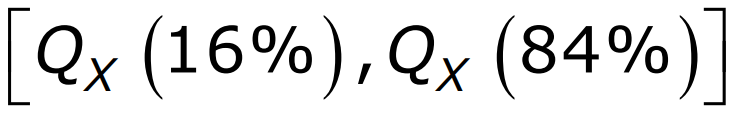 [Q_X (16%), Q_X (84%)]